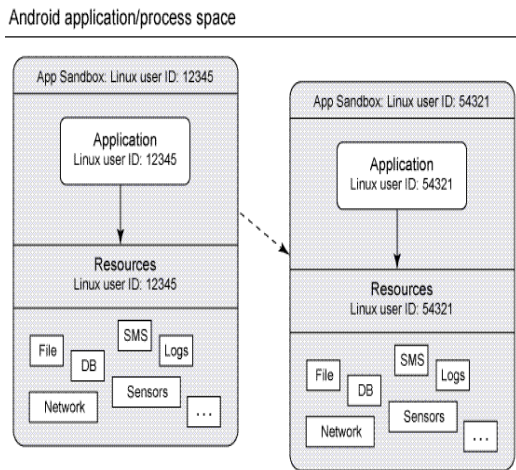 Android application/process space
App Sandbox: Linux user ID: 12345
Application
Linux user ID: 12345
Resources
Linux user ID: 12345
File
DB
SMS
Logs
Network
Sensors
...
App Sandbox: Linux user ID: 54321
Application
Linux user ID: 54321
Resources
Linux user ID: 54321
File
DB
SMS
Logs
Network
Sensors
...